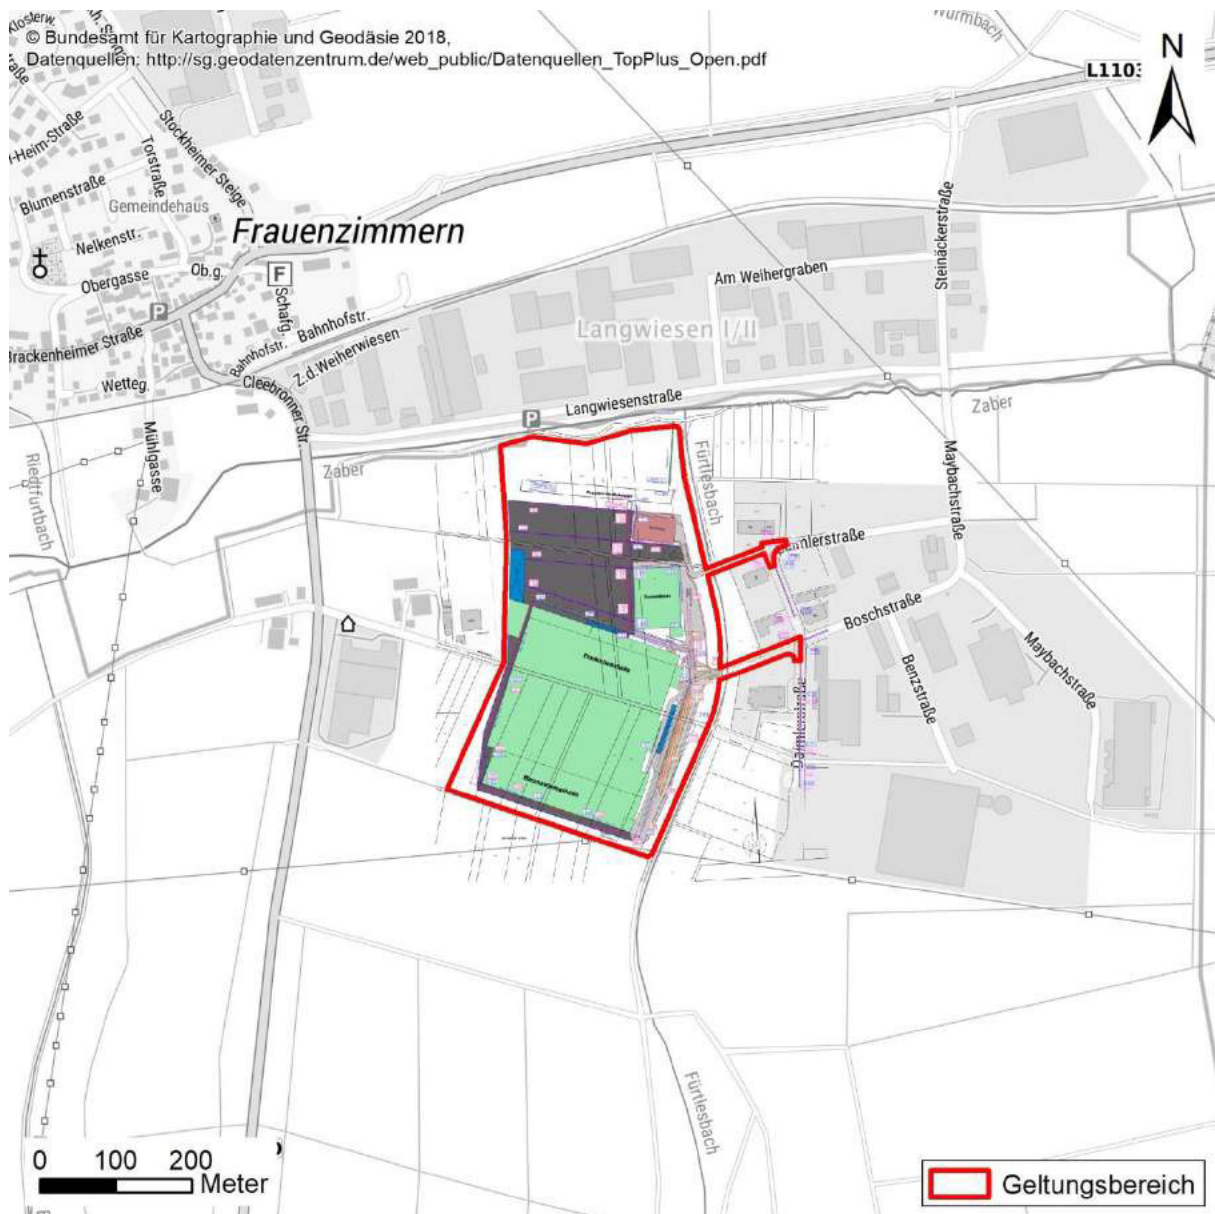 Klosterw.
© Bundesamt für Kartographie und Geodäsie 2018,
Datenquellen: http://sg.geodatenzentrum.de/web_public/Datenquellen_TopPlus_Open.pdf
Wurmbach
L1103
N
-Heim-Straße
Stockheimer Steige
Torstraße
Blumenstraße
Gemeindehaus
Frauenzimmern
Nelkenstr.
Ob.g.
Obergasse
F
Schafg.
P
Brackenheimer Straße
Bahnhofstr.
Bahnhofstr.
Z.d.Weiherwiesen
Wetteg.
Cleebronner Str.
Mühlgasse
Riedtfurtbach
Steinäckerstraße
Am Weihergraben
Langwiesen I/II
Langwiesenstraße
P
Zaber
Zaber
Fürtlesbach
Maybachstraße
imlerstraße
Boschstraße
Benzstraße
Maybachstraße
Daimlerstraße
Fürtlesbach
0 100 200
Meter
Geltungsbereich